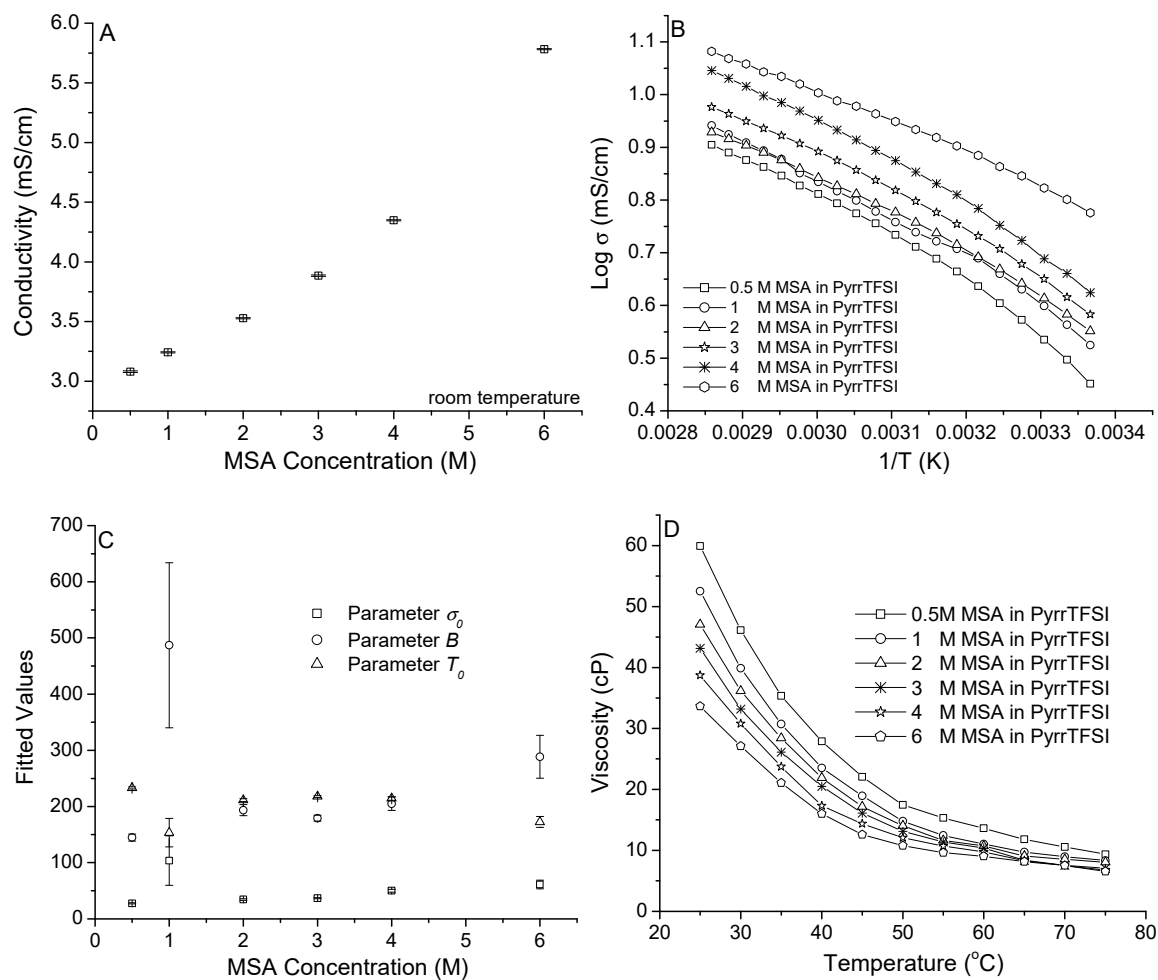 A
Conductivity (mS/cm)
6.0
5.5
5.0
4.5
4.0
3.5
3.0
room temperature
0 1 2 3 4 5 6
MSA Concentration (M)
B
Log σ (mS/cm)
1.1
1.0
0.9
0.8
0.7
0.6
0.5
0.4
0.5 M MSA in PyrrTFSI
1 M MSA in PyrrTFSI
2 M MSA in PyrrTFSI
3 M MSA in PyrrTFSI
4 M MSA in PyrrTFSI
6 M MSA in PyrrTFSI
0.0028 0.0029 0.0030 0.0031 0.0032 0.0033 0.0034
1/T (K)
C
Fitted Values
700
600
500
400
300
200
100
0
Parameter σ0
Parameter B
Parameter T0
0 1 2 3 4 5 6
MSA Concentration (M)
D
Viscosity (cP)
60
50
40
30
20
10
0
0.5M MSA in PyrrTFSI
1 M MSA in PyrrTFSI
2 M MSA in PyrrTFSI
3 M MSA in PyrrTFSI
4 M MSA in PyrrTFSI
6 M MSA in PyrrTFSI
20 30 40 50 60 70 80
Temperature (°C)